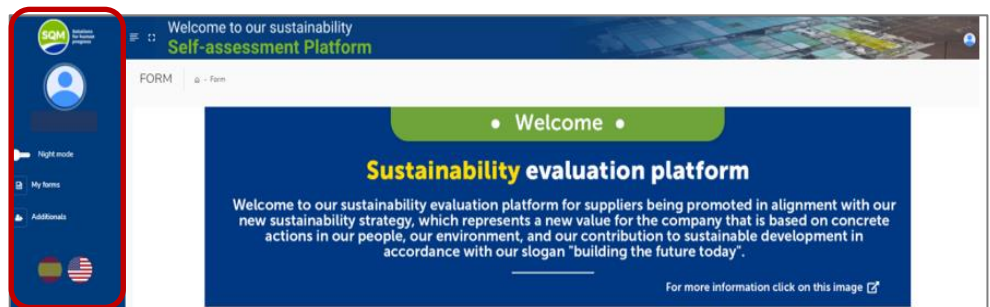 SQM
Solutions
for human
progress
Night mode
My forms
Additionals
Welcome to our sustainability
Self-assessment Platform
FORM
- Form
• Welcome •
Sustainability evaluation platform
Welcome to our sustainability evaluation platform for suppliers being promoted in alignment with our
new sustainability strategy, which represents a new value for the company that is based on concrete
actions in our people, our environment, and our contribution to sustainable development in
accordance with our slogan "building the future today".
For more information click on this image